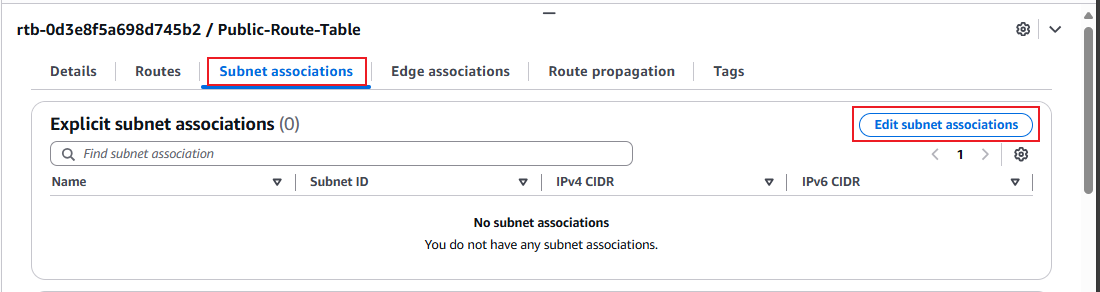 rtb-0d3e8f5a698d745b2 / Public-Route-Table
Details Routes Subnet associations Edge associations Route propagation Tags
Explicit subnet associations (0) Edit subnet associations
Find subnet association 1
Name Subnet ID IPv4 CIDR IPv6 CIDR
No subnet associations
You do not have any subnet associations.